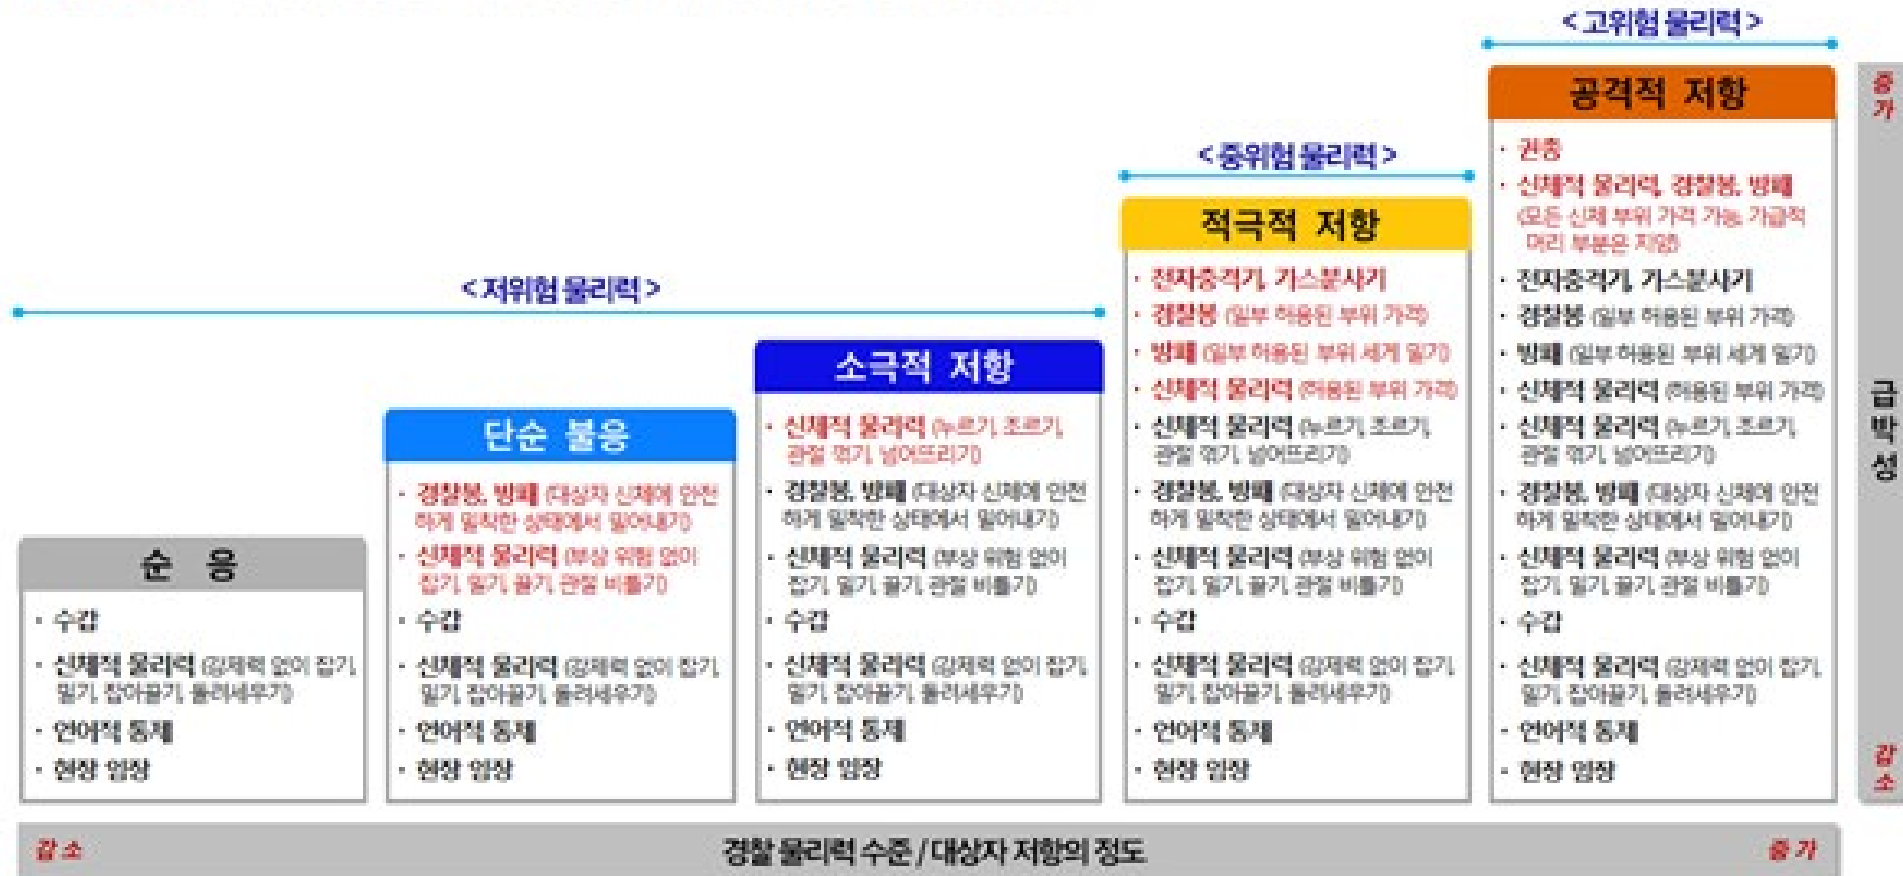 < 고위험 물리력 >
공격적 저항
· 권총
· 신체적 물리력, 경찰봉, 방패
(모든 신체 부위 가격 가능, 가급적
머리 부분은 지양)
· 전자충격기, 가스분사기
· 경찰봉 (일부 허용된 부위 가격)
· 방패 (일부 허용된 부위 세게 밀기)
· 신체적 물리력 (허용된 부위 가격)
· 신체적 물리력 (누르기, 조르기,
관절 꺾기, 넘어뜨리기)
· 경찰봉, 방패 (대상자 신체에 안전
하게 밀착한 상태에서 밀어내기)
· 신체적 물리력 (부상 위험 없이
잡기, 밀기, 끌기, 관절 비틀기)
· 수갑
· 신체적 물리력 (강제력 없이 잡기,
밀기, 잡아끌기, 돌려세우기)
· 언어적 통제
· 현장 임장
< 중위험 물리력 >
적극적 저항
· 전자충격기, 가스분사기
· 경찰봉 (일부 허용된 부위 가격)
· 방패 (일부 허용된 부위 세게 밀기)
· 신체적 물리력 (허용된 부위 가격)
· 신체적 물리력 (누르기, 조르기,
관절 꺾기, 넘어뜨리기)
· 경찰봉, 방패 (대상자 신체에 안전
하게 밀착한 상태에서 밀어내기)
· 신체적 물리력 (부상 위험 없이
잡기, 밀기, 끌기, 관절 비틀기)
· 수갑
· 신체적 물리력 (강제력 없이 잡기,
밀기, 잡아끌기, 돌려세우기)
· 언어적 통제
· 현장 임장
< 저위험 물리력 >
소극적 저항
· 신체적 물리력 (누르기, 조르기,
관절 꺾기, 넘어뜨리기)
· 경찰봉, 방패 (대상자 신체에 안전
하게 밀착한 상태에서 밀어내기)
· 신체적 물리력 (부상 위험 없이
잡기, 밀기, 끌기, 관절 비틀기)
· 수갑
· 신체적 물리력 (강제력 없이 잡기,
밀기, 잡아끌기, 돌려세우기)
· 언어적 통제
· 현장 임장
단순 불응
· 경찰봉, 방패 (대상자 신체에 안전
하게 밀착한 상태에서 밀어내기)
· 신체적 물리력 (부상 위험 없이
잡기, 밀기, 끌기, 관절 비틀기)
· 수갑
· 신체적 물리력 (강제력 없이 잡기,
밀기, 잡아끌기, 돌려세우기)
· 언어적 통제
· 현장 임장
순 응
· 수갑
· 신체적 물리력 (강제력 없이 잡기,
밀기, 잡아끌기, 돌려세우기)
· 언어적 통제
· 현장 임장
증가
급박성
감소
감소
경찰 물리력 수준 / 대상자 저항의 정도
증가